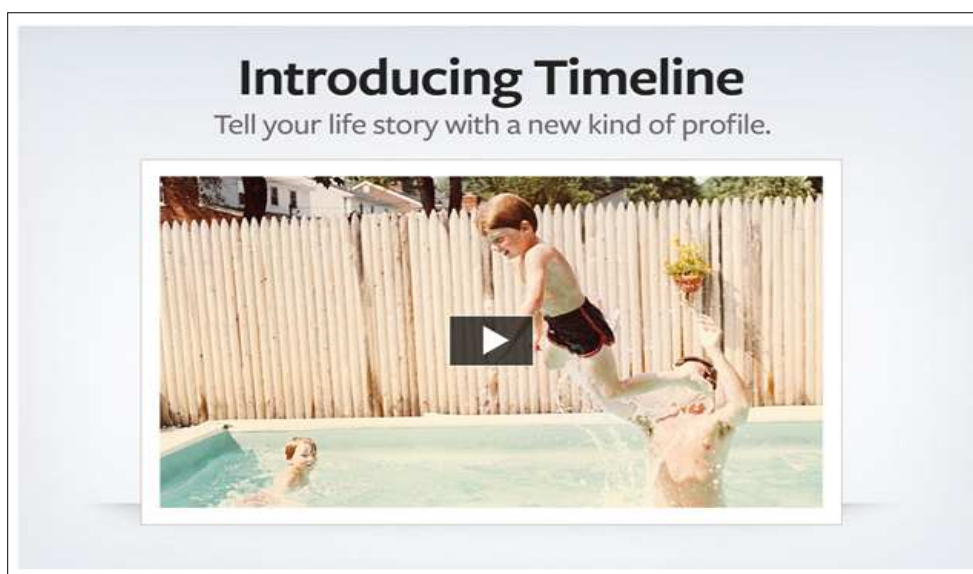 Introducing Timeline
Tell your life story with a new kind of profile.